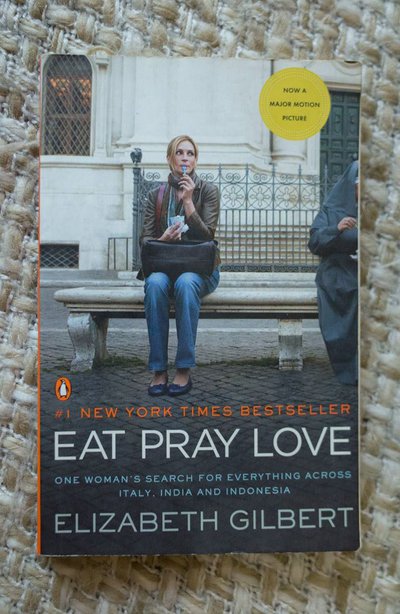 NOW A
MAJOR MOTION
PICTURE
#1 NEW YORK TIMES BESTSELLER
EAT PRAY LOVE
ONE WOMAN'S SEARCH FOR EVERYTHING ACROSS
ITALY, INDIA AND INDONESIA
ELIZABETH GILBERT